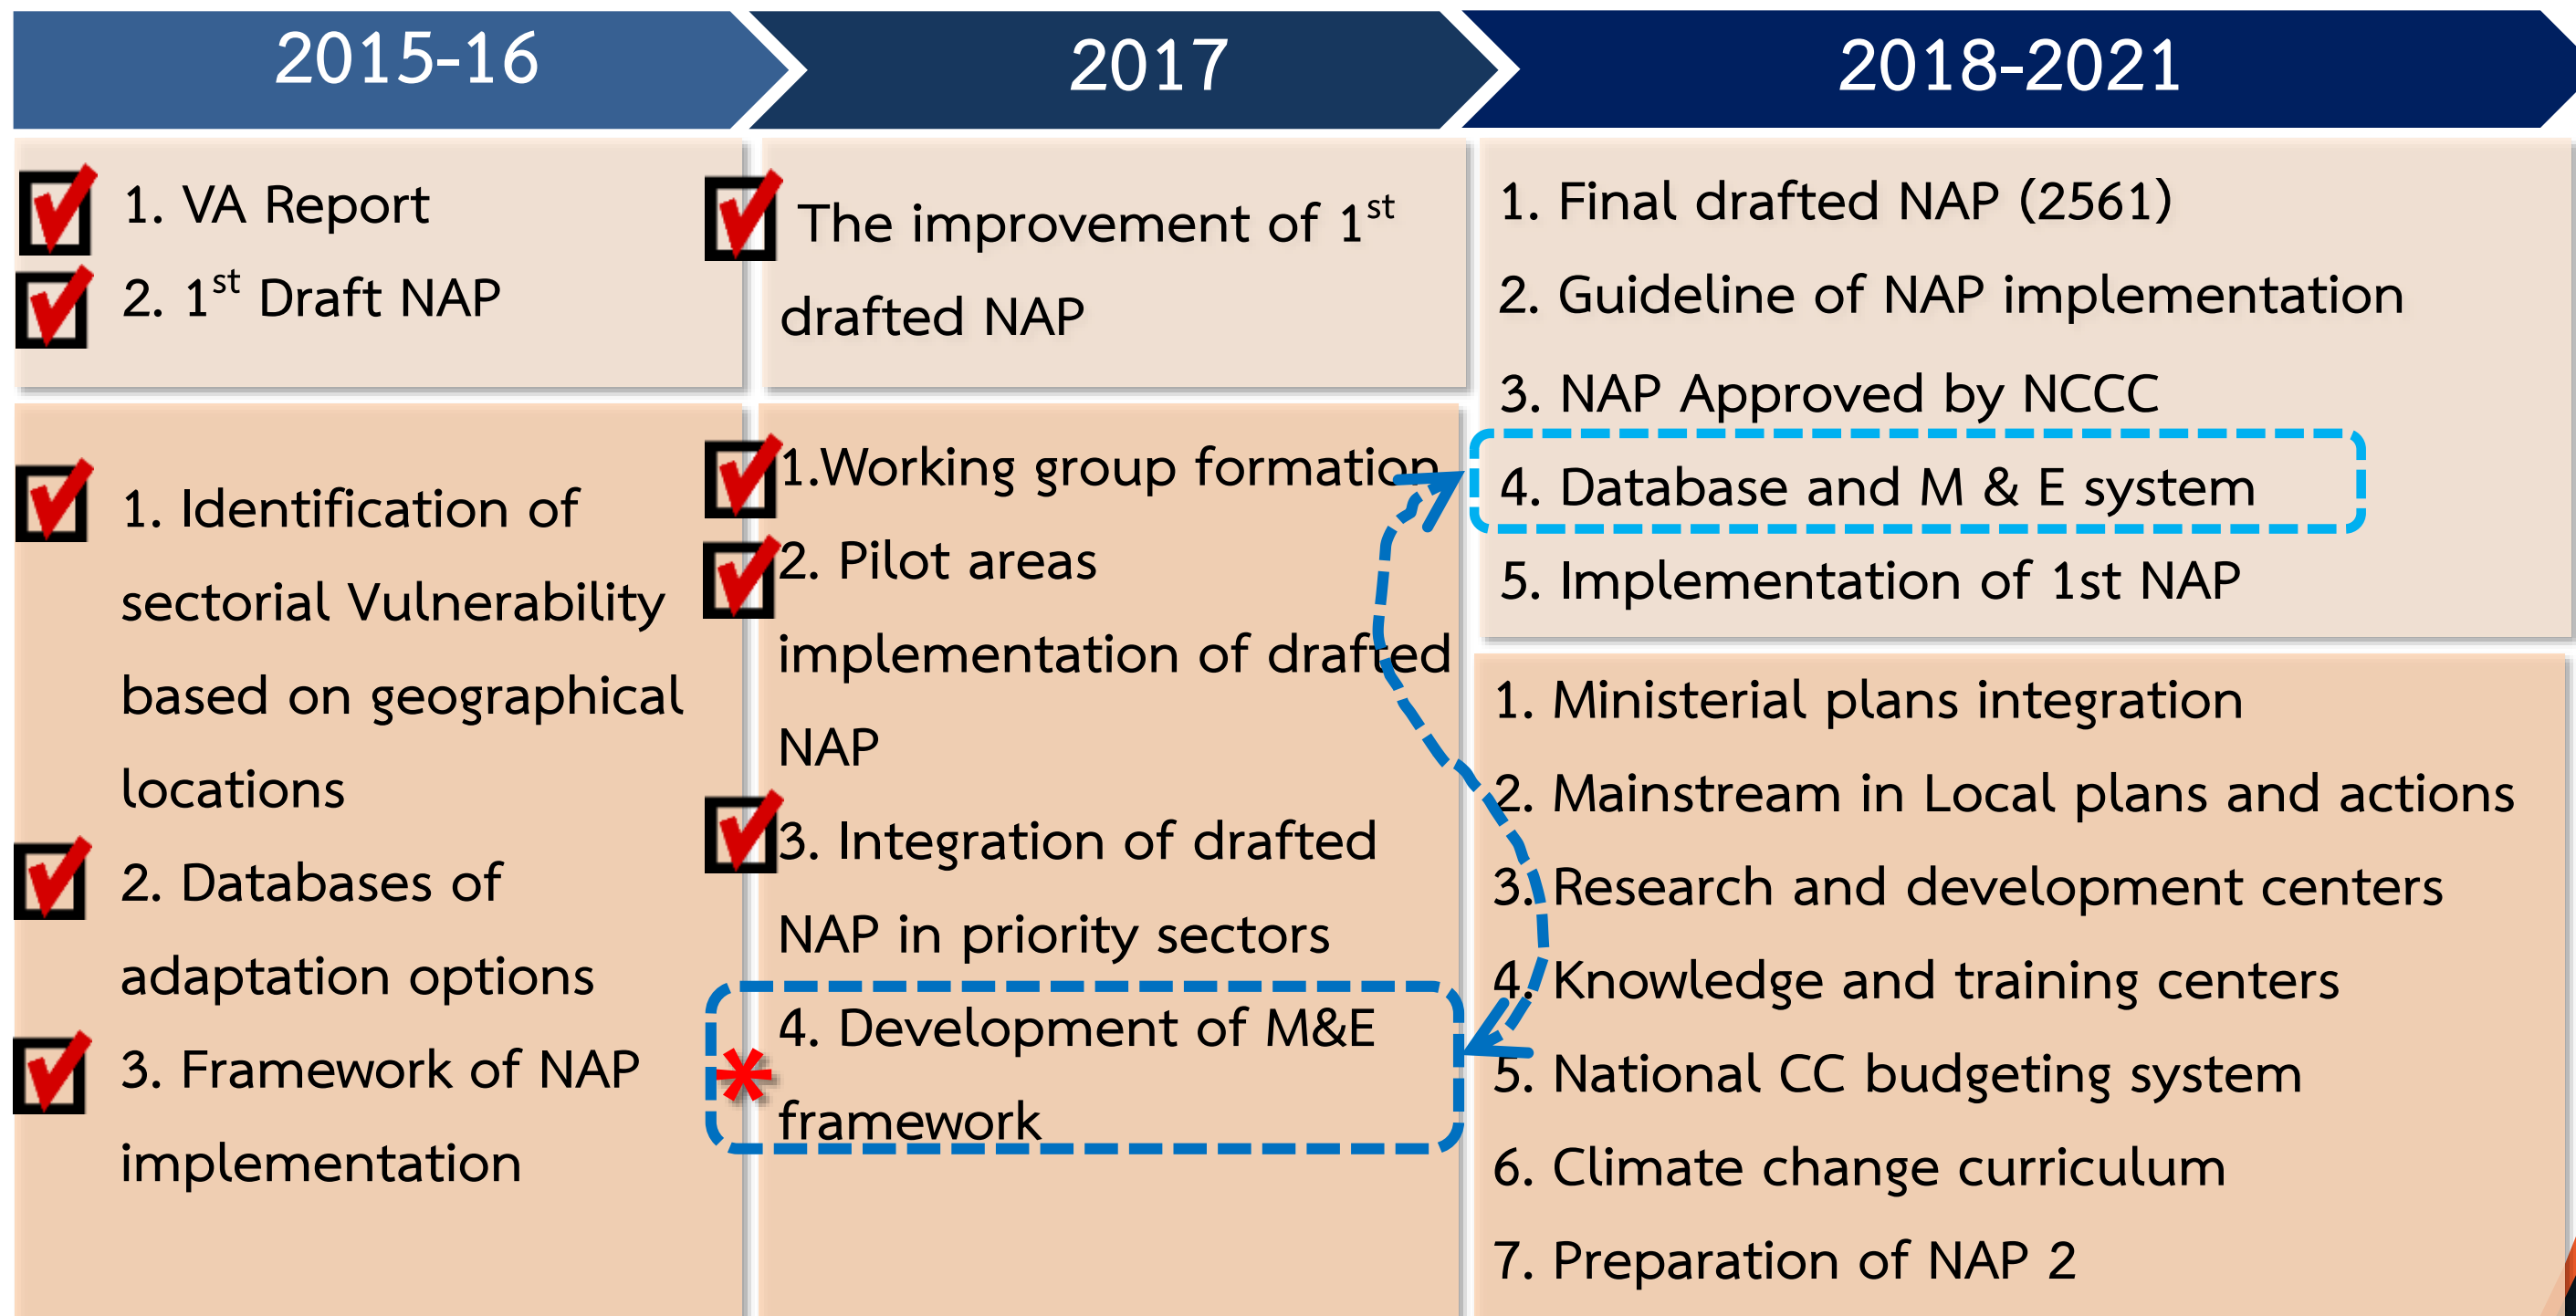 2015-16
1. VA Report
2. 1st Draft NAP
1. Identification of
sectorial Vulnerability
based on geographical
locations
2. Databases of
adaptation options
3. Framework of NAP
implementation
2017
The improvement of 1st
drafted NAP
1.Working group formation
2. Pilot areas
implementation of drafted
NAP
3. Integration of drafted
NAP in priority sectors
4. Development of M&E
framework
2018-2021
1. Final drafted NAP (2561)
2. Guideline of NAP implementation
3. NAP Approved by NCCC
4. Database and M & E system
5. Implementation of 1st NAP
1. Ministerial plans integration
2. Mainstream in Local plans and actions
3. Research and development centers
4. Knowledge and training centers
5. National CC budgeting system
6. Climate change curriculum
7. Preparation of NAP 2